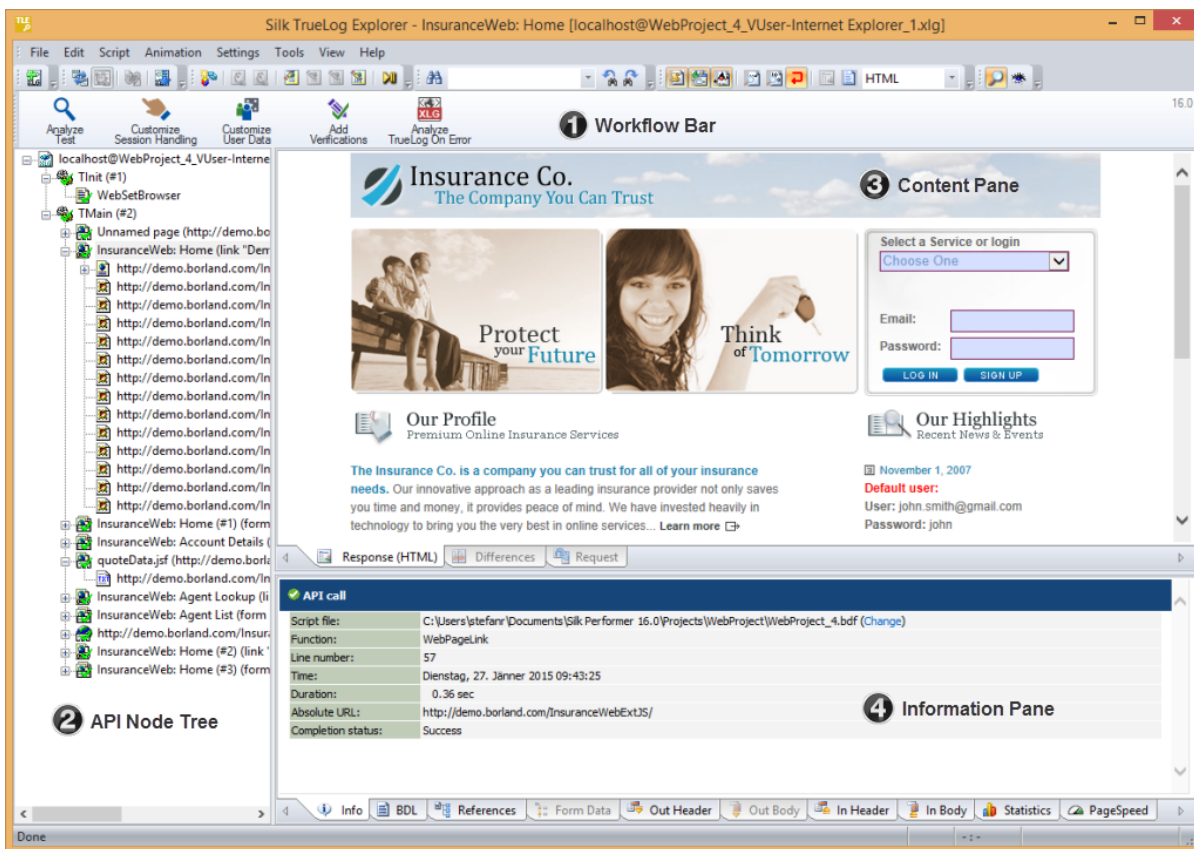 TLE
Silk TrueLog Explorer - InsuranceWeb: Home [localhost@WebProject_4_VUser-Internet Explorer_1.xlg]
File Edit Script Animation Settings Tools View Help
HTML
Analyze Test
Customize Session Handling
Customize User Data
Add Verifications
XLG
Analyze TrueLog On Error
1 Workflow Bar
16.0
localhost@WebProject_4_VUser-Interne
TInit (#1)
WebSetBrowser
TMain (#2)
Unnamed page (http://demo.bo
InsuranceWeb: Home (link "Dem
http://demo.borland.com/In
http://demo.borland.com/In
http://demo.borland.com/In
http://demo.borland.com/In
http://demo.borland.com/In
http://demo.borland.com/In
http://demo.borland.com/In
http://demo.borland.com/In
http://demo.borland.com/In
http://demo.borland.com/In
http://demo.borland.com/In
http://demo.borland.com/In
http://demo.borland.com/In
http://demo.borland.com/In
InsuranceWeb: Home (#1) (form
InsuranceWeb: Account Details (
quoteData.jsf (http://demo.borla
TXT
http://demo.borland.com/In
InsuranceWeb: Agent Lookup (li
InsuranceWeb: Agent List (form
http://demo.borland.com/Insur
InsuranceWeb: Home (#2) (link '
InsuranceWeb: Home (#3) (form
2 API Node Tree
Insurance Co.
The Company You Can Trust
3 Content Pane
Protect
your Future
Think
of Tomorrow
Select a Service or login
Choose One
Email:
Password:
LOG IN SIGN UP
Our Profile
Premium Online Insurance Services
The Insurance Co. is a company you can trust for all of your insurance
needs. Our innovative approach as a leading insurance provider not only saves
you time and money, it provides peace of mind. We have invested heavily in
technology to bring you the very best in online services... Learn more
Our Highlights
Recent News & Events
November 1, 2007
Default user:
User: john.smith@gmail.com
Password: john
Response (HTML) Differences Request
API call
Script file: C:\Users\stefanr\Documents\Silk Performer 16.0\Projects\WebProject\WebProject_4.bdf (Change)
Function: WebPageLink
Line number: 57
Time: Dienstag, 27. Jänner 2015 09:43:25
Duration: 0.36 sec
Absolute URL: http://demo.borland.com/InsuranceWebExtJS/
Completion status: Success
4 Information Pane
Info BDL References Form Data Out Header Out Body In Header In Body Statistics PageSpeed
Done
-:-